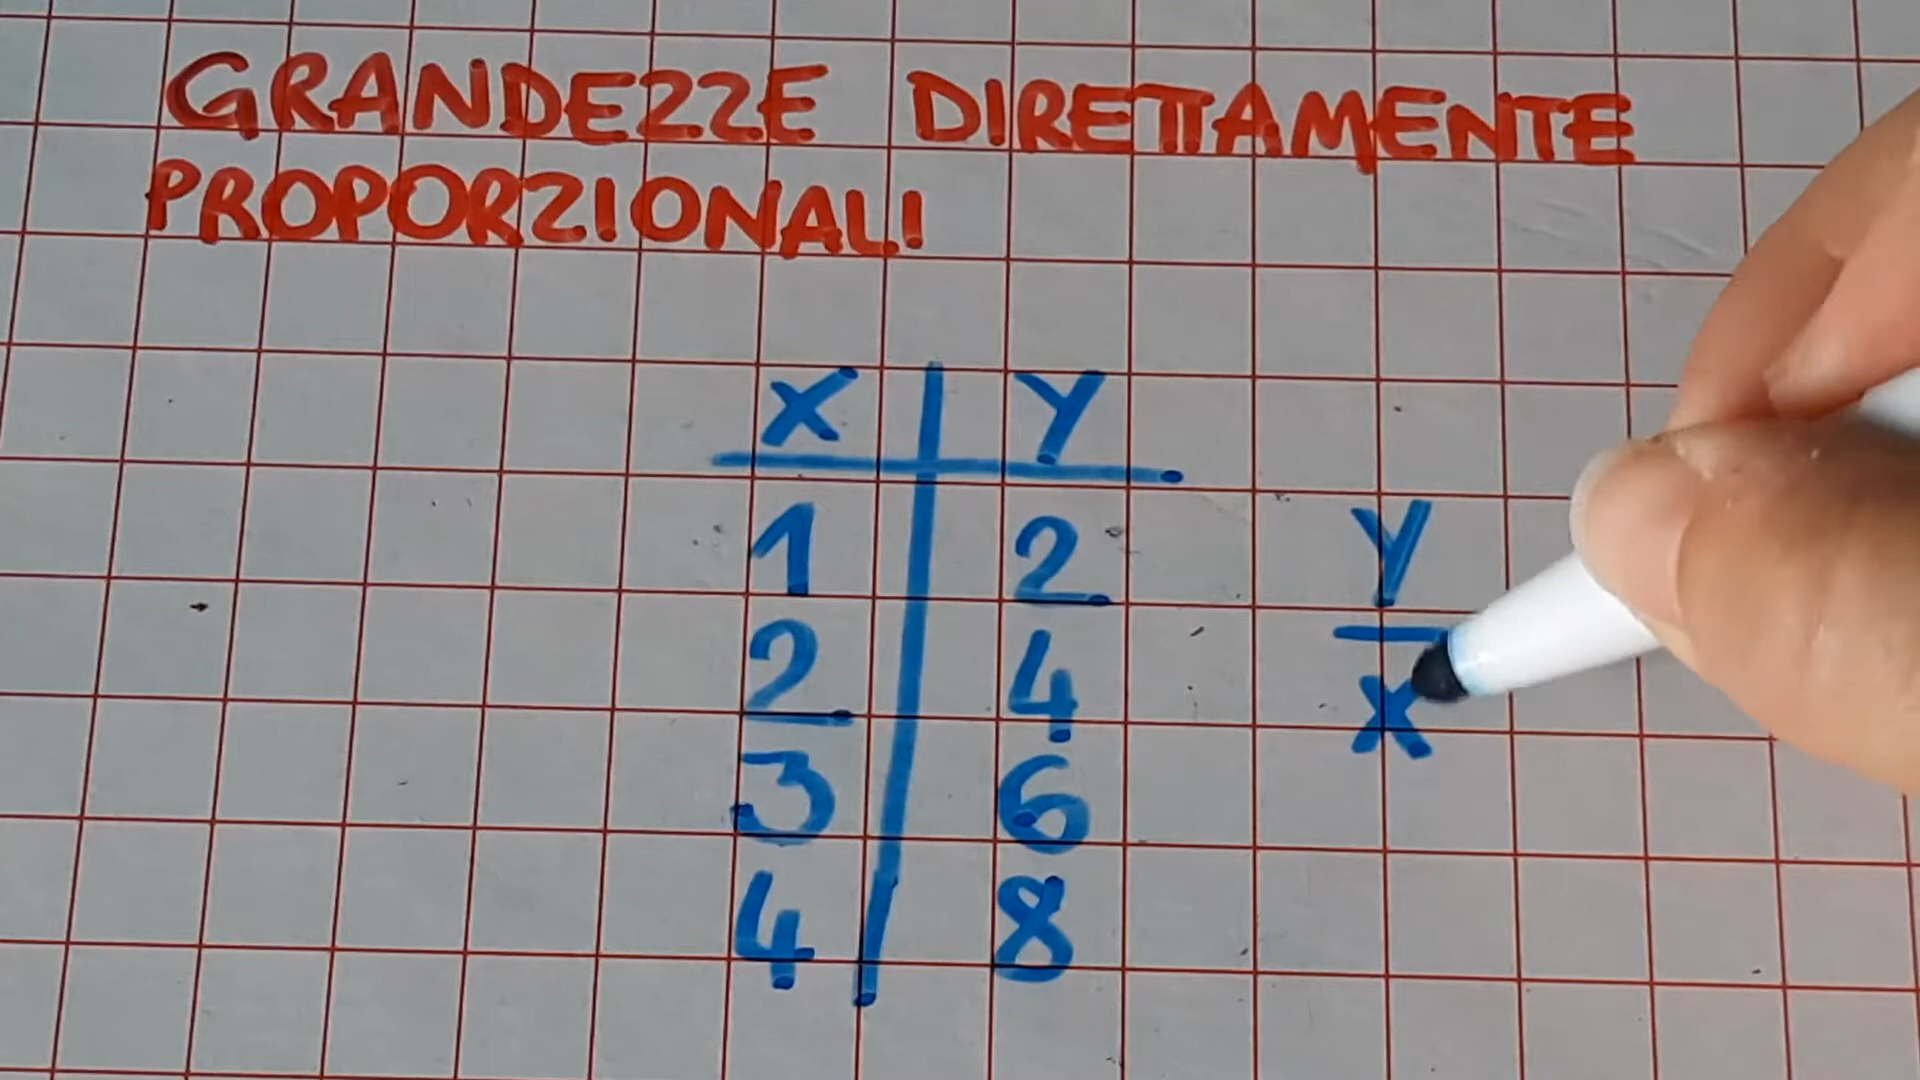 GRANDEZZE DIRETTAMENTE
PROPORZIONALI
X Y
1 2
2 4
3 6
4 8
Y
X